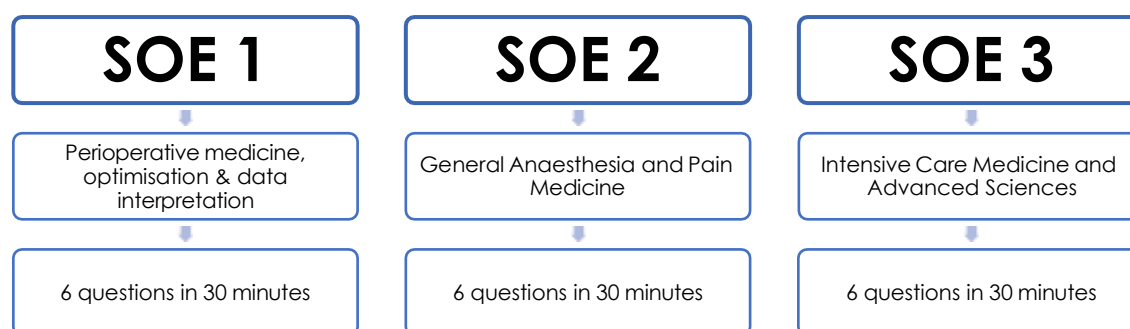 SOE 1
Perioperative medicine,
optimisation & data
interpretation
6 questions in 30 minutes
SOE 2
General Anaesthesia and Pain
Medicine
6 questions in 30 minutes
SOE 3
Intensive Care Medicine and
Advanced Sciences
6 questions in 30 minutes